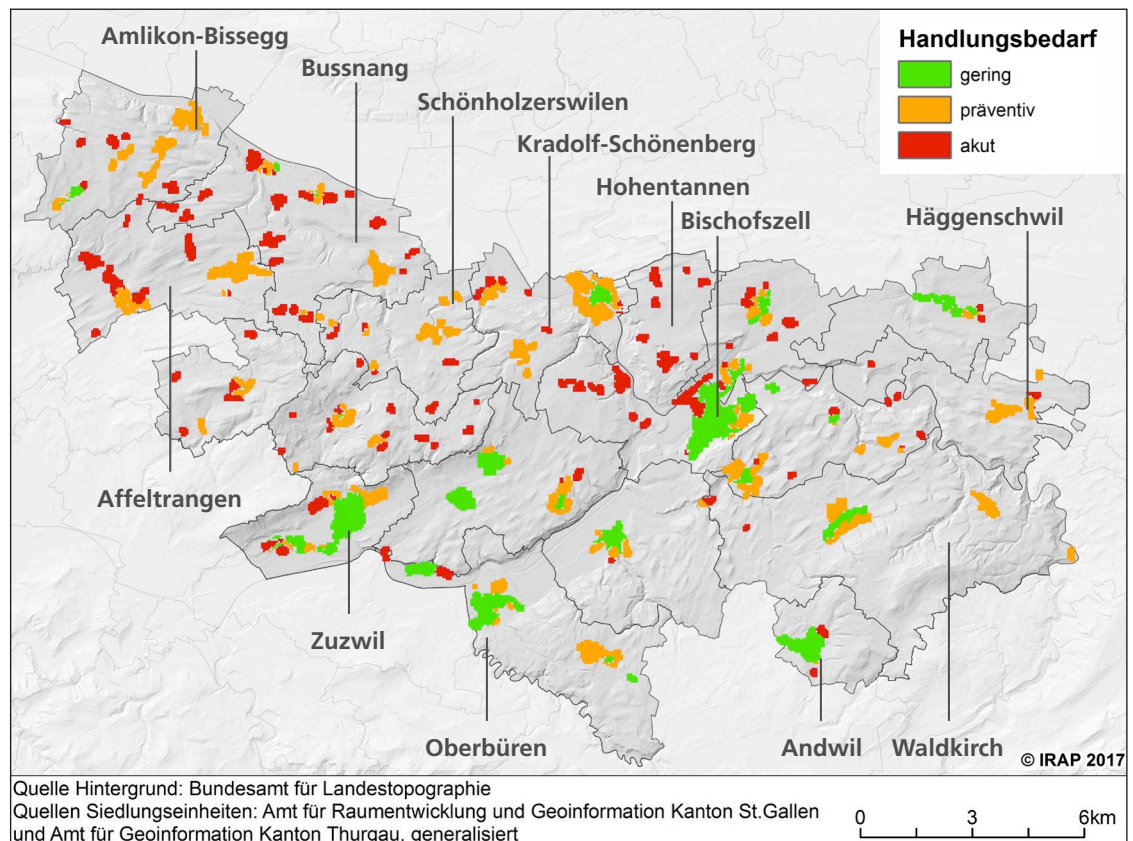 Amlikon-Bissegg
Bussnang
Schönholzerswilen
Kradolf-Schönenberg
Hohentannen
Bischofszell
Häggenschwil
Handlungsbedarf
gering
präventiv
akut
Affeltrangen
Zuzwil
Oberbüren
Andwil
Waldkirch
© IRAP 2017
Quelle Hintergrund: Bundesamt für Landestopographie
Quellen Siedlungseinheiten: Amt für Raumentwicklung und Geoinformation Kanton St.Gallen
und Amt für Geoinformation Kanton Thurgau, generalisiert
0 3 6km